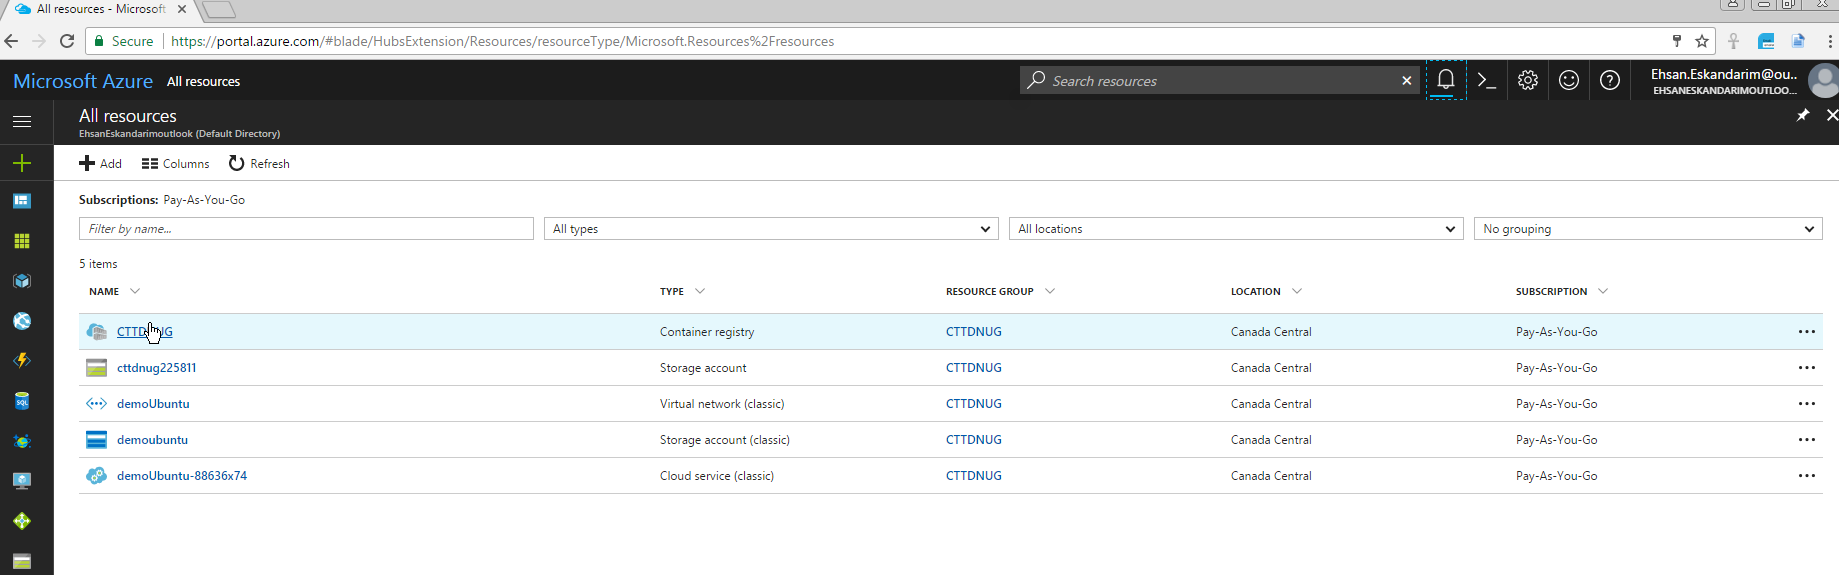 All resources - Microsoft
Secure https://portal.azure.com/#blade/HubsExtension/Resources/resourceType/Microsoft.Resources%2Fresources
Microsoft Azure All resources Search resources Ehsan.Eskandarim@ou..
EHSANESKANDARIMOUTLOO...
All resources
EhsanEskandarimoutlook (Default Directory)
Add Columns Refresh
Subscriptions: Pay-As-You-Go
Filter by name... All types All locations No grouping
5 items
NAME TYPE RESOURCE GROUP LOCATION SUBSCRIPTION
CTTDNUG Container registry CTTDNUG Canada Central Pay-As-You-Go
cttdnug225811 Storage account CTTDNUG Canada Central Pay-As-You-Go
demoUbuntu Virtual network (classic) CTTDNUG Canada Central Pay-As-You-Go
demoubuntu Storage account (classic) CTTDNUG Canada Central Pay-As-You-Go
demoUbuntu-88636x74 Cloud service (classic) CTTDNUG Canada Central Pay-As-You-Go